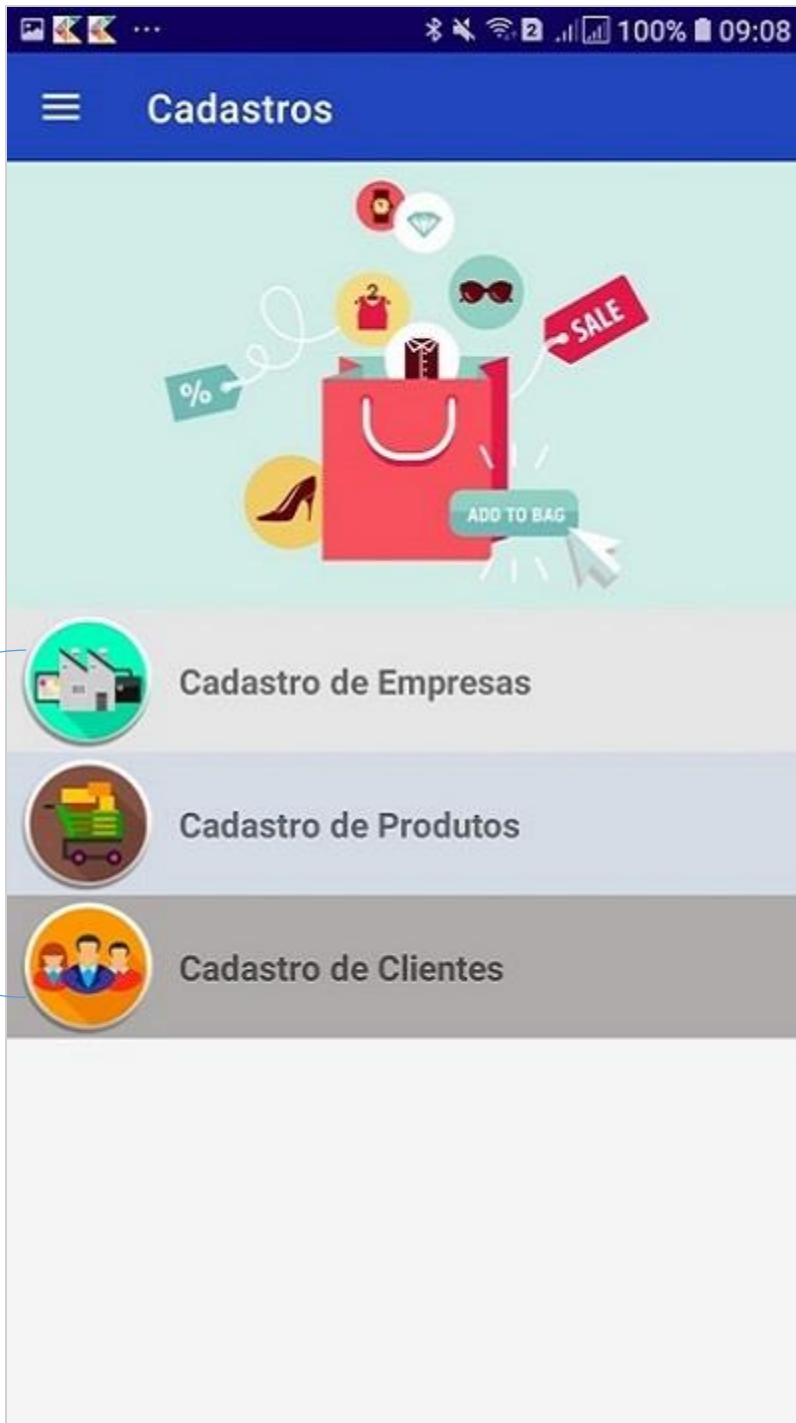 2 100% 09:08
Cadastros
%
SALE
ADD TO BAG
Cadastro de Empresas
Cadastro de Produtos
Cadastro de Clientes